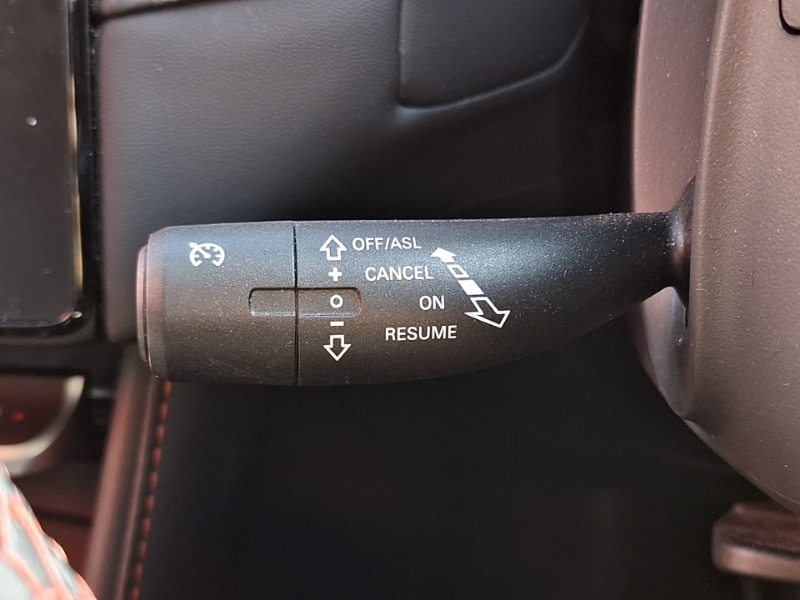 OFF/ASL
+ CANCEL
O ON
- RESUME